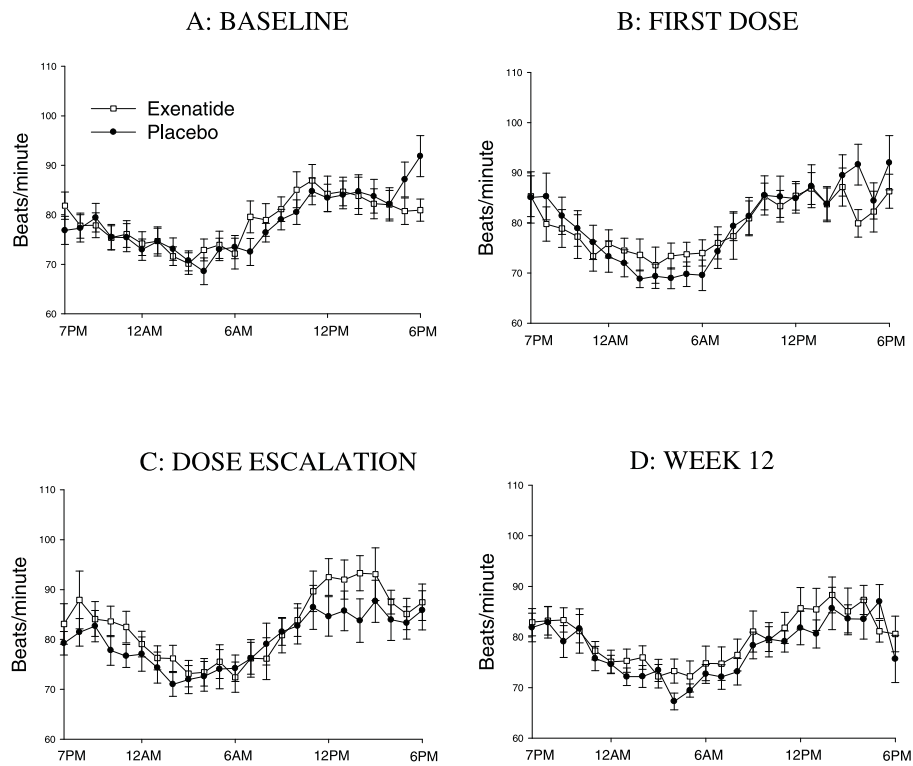 A: BASELINE
B: FIRST DOSE
110
100
90
80
70
60
Beats/minute
Exenatide
Placebo
7PM 12AM 6AM 12PM 6PM
110
100
90
80
70
60
Beats/minute
7PM 12AM 6AM 12PM 6PM
C: DOSE ESCALATION
D: WEEK 12
110
100
90
80
70
60
Beats/minute
7PM 12AM 6AM 12PM 6PM
110
100
90
80
70
60
Beats/minute
7PM 12AM 6AM 12PM 6PM